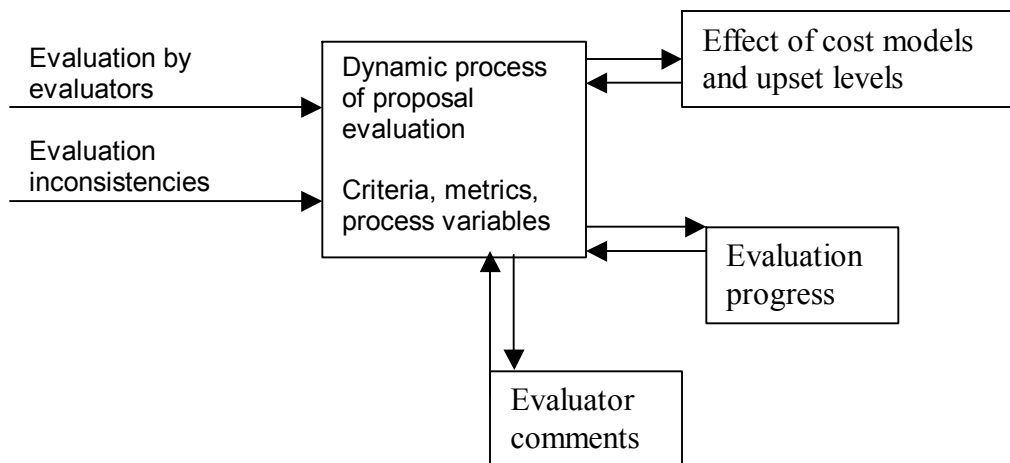 Evaluation by
evaluators
Evaluation
inconsistencies
Dynamic process
of proposal
evaluation
Criteria, metrics,
process variables
Effect of cost models
and upset levels
Evaluation
progress
Evaluator
comments